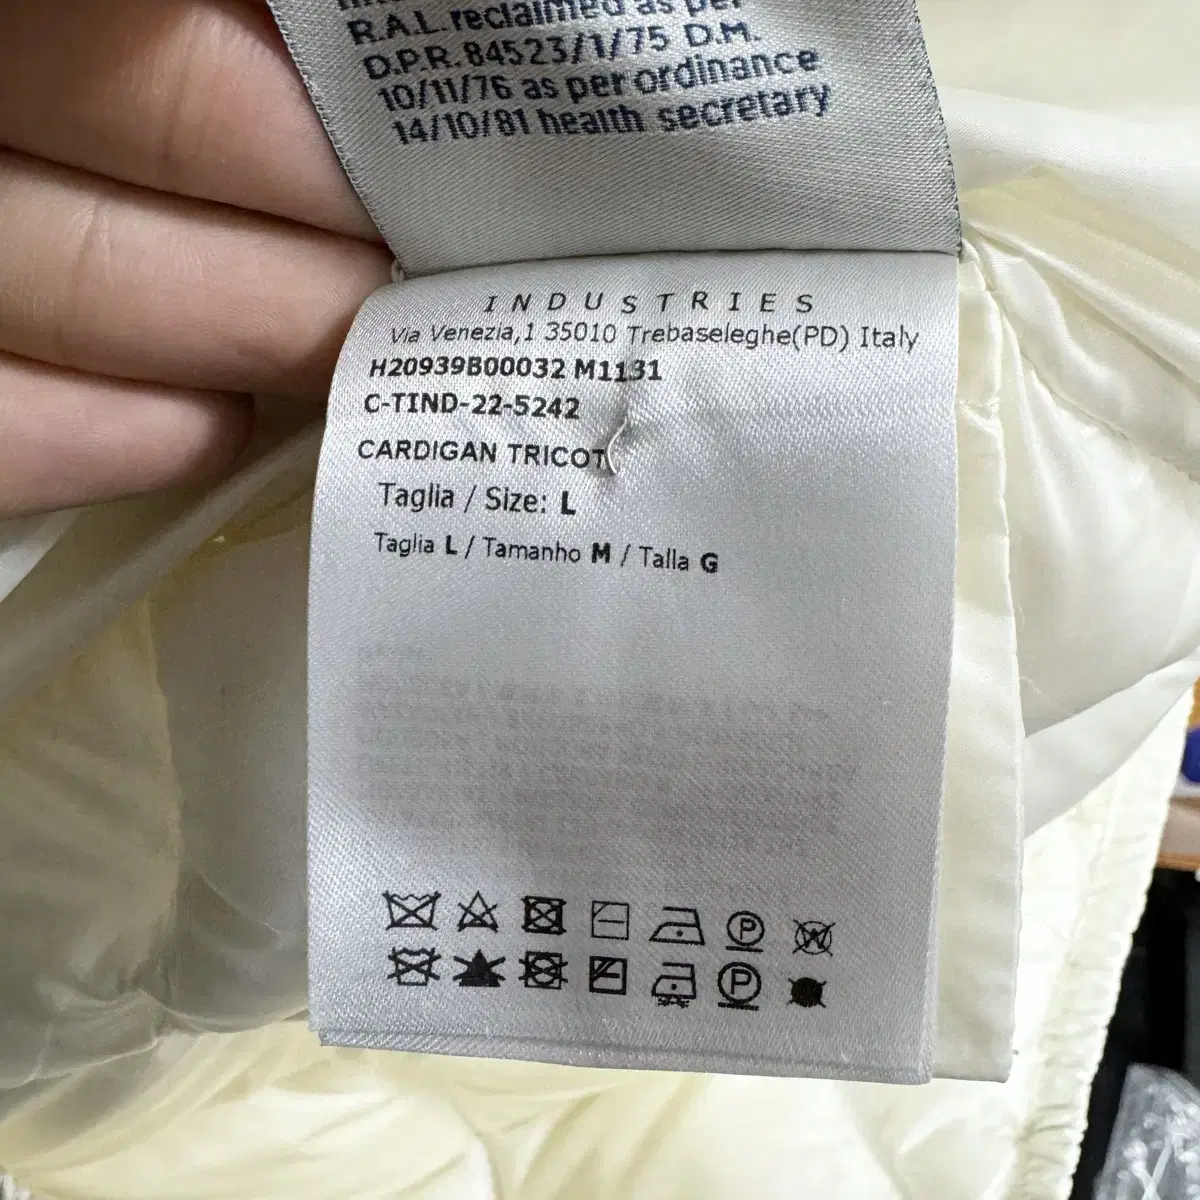 R.A.L. reclaimed as per
D.P.R. 84523/1/75 D.M.
10/11/76 as per ordinance
14/10/81 health secretary
INDUSTRIES
Via Venezia,1 35010 Trebaseleghe(PD) Italy
H20939B00032 M1131
C-TIND-22-5242
CARDIGAN TRICOT
Taglia / Size: L
Taglia L / Tamanho M / Talla G
P W
P